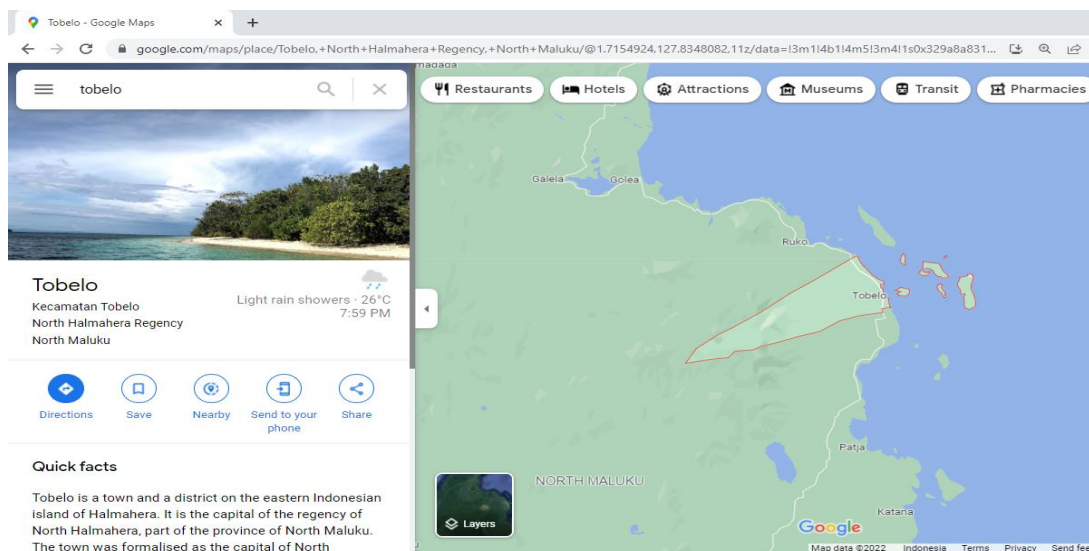 Tobelo - Google Maps
google.com/maps/place/Tobelo,+North+Halmahera+Regency,+North+Maluku/@1.7154924,127.8348082,11z/data=!3m1!4b1!4m5!3m4!1s0x329a8a831...
tobelo
Restaurants
Hotels
Attractions
Museums
Transit
Pharmacies
Tobelo
Kecamatan Tobelo
North Halmahera Regency
North Maluku
Light rain showers · 26°C
7:59 PM
Directions
Save
Nearby
Send to your
phone
Share
Quick facts
Tobelo is a town and a district on the eastern Indonesian
island of Halmahera. It is the capital of the regency of
North Halmahera, part of the province of North Maluku.
The town was formalised as the capital of North
Galela
Golea
Ruko
Tobelo
Patja
NORTH MALUKU
Katana
Layers
Google
Map data ©2022
Indonesia
Terms
Privacy
Send fee